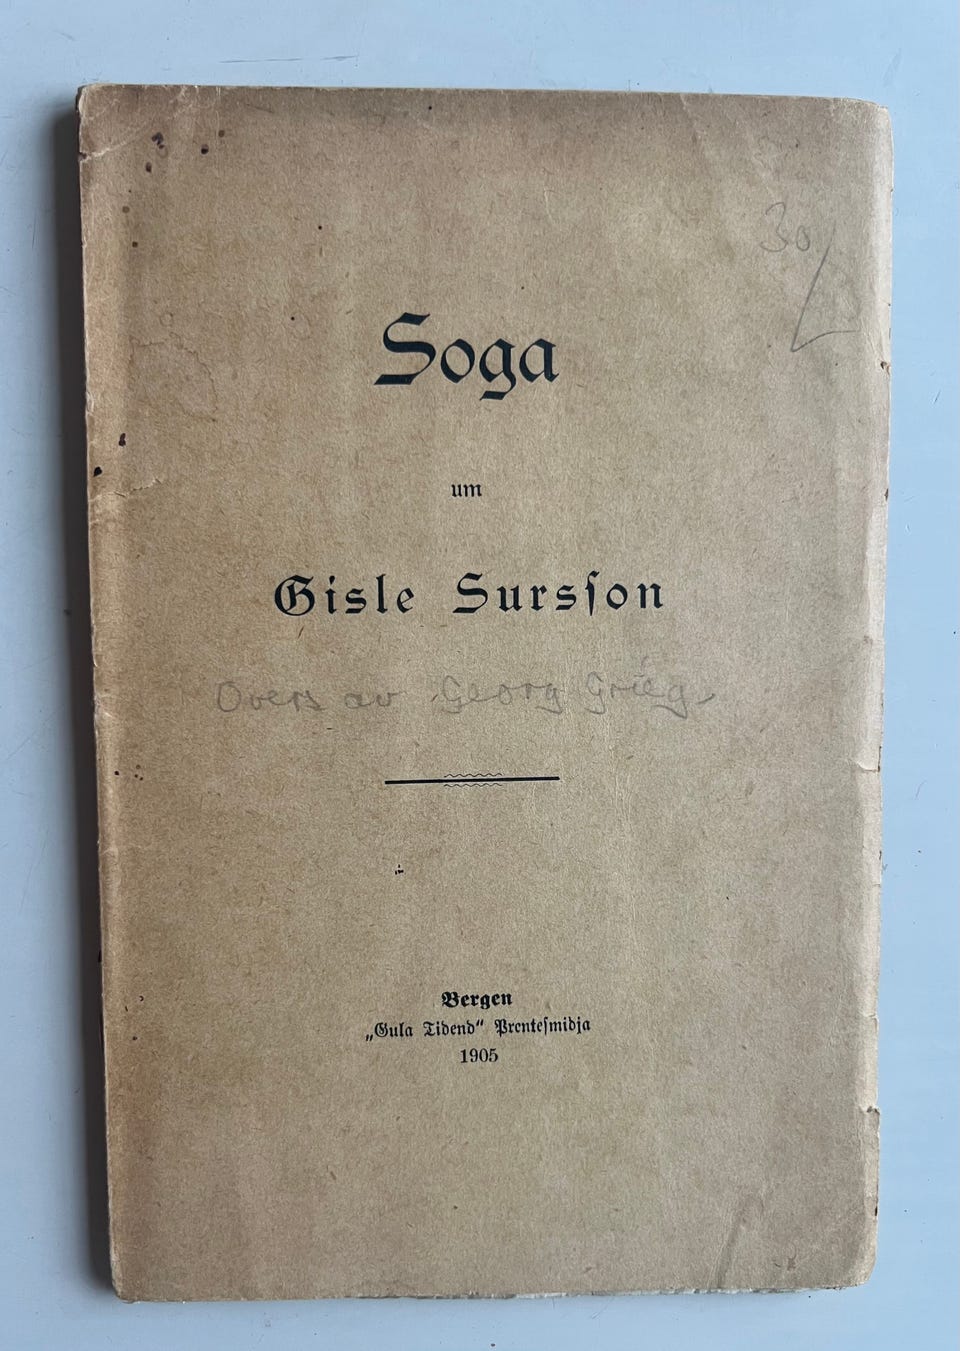 30
Soga
um
Gisle Sursson
Overs av Georg Grieg
Bergen
„Gula Tidend“ Prentesmidja
1905